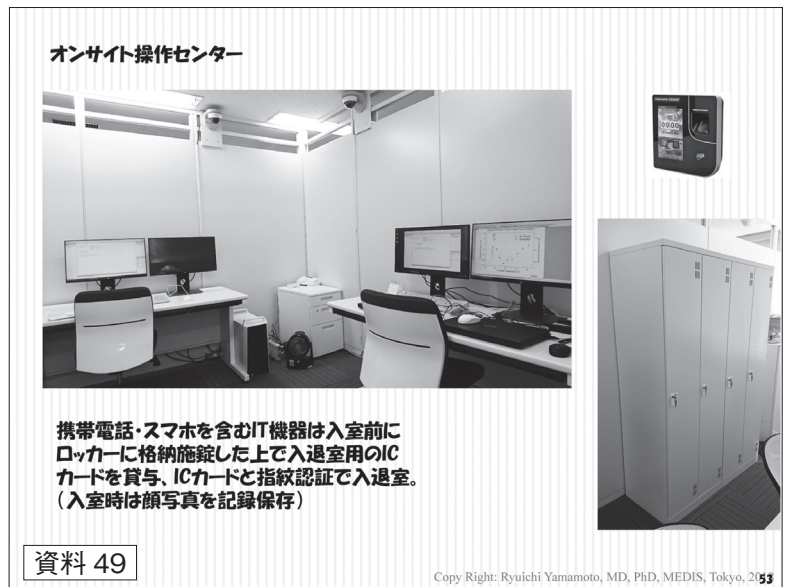 オンサイト操作センター
09:00
携帯電話・スマホを含むIT機器は入室前に
ロッカーに格納施錠した上で入退室用のIC
カードを貸与、ICカードと指紋認証で入退室。
(入室時は顔写真を記録保存)
資料 49
Copy Right: Ryuichi Yamamoto, MD, PhD, MEDIS, Tokyo,
53